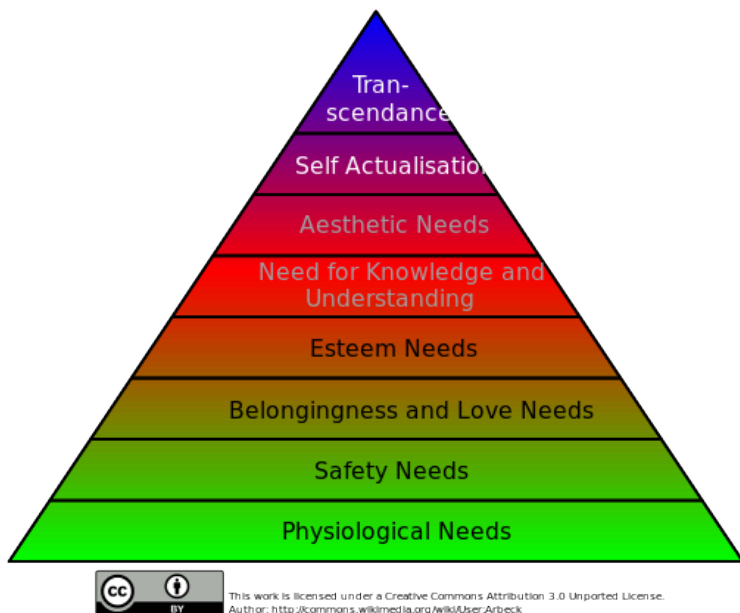 Tran-
scendance
Self Actualisation
Aesthetic Needs
Need for Knowledge and
Understanding
Esteem Needs
Belongingness and Love Needs
Safety Needs
Physiological Needs
cc
BY
This work is licensed under a Creative Commons Attribution 3.0 Unported License.
Author: http://commons.wikimedia.org/wiki/User:Arbeck